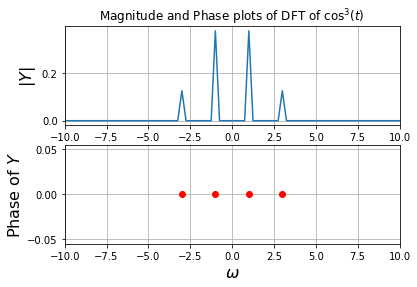 Magnitude and Phase plots of DFT of cos³(t)
|Y|
0.2
0.0
-10.0 -7.5 -5.0 -2.5 0.0 2.5 5.0 7.5 10.0
Phase of Y
0.05
0.00
−0.05
-10.0 -7.5 -5.0 -2.5 0.0 2.5 5.0 7.5 10.0
ω